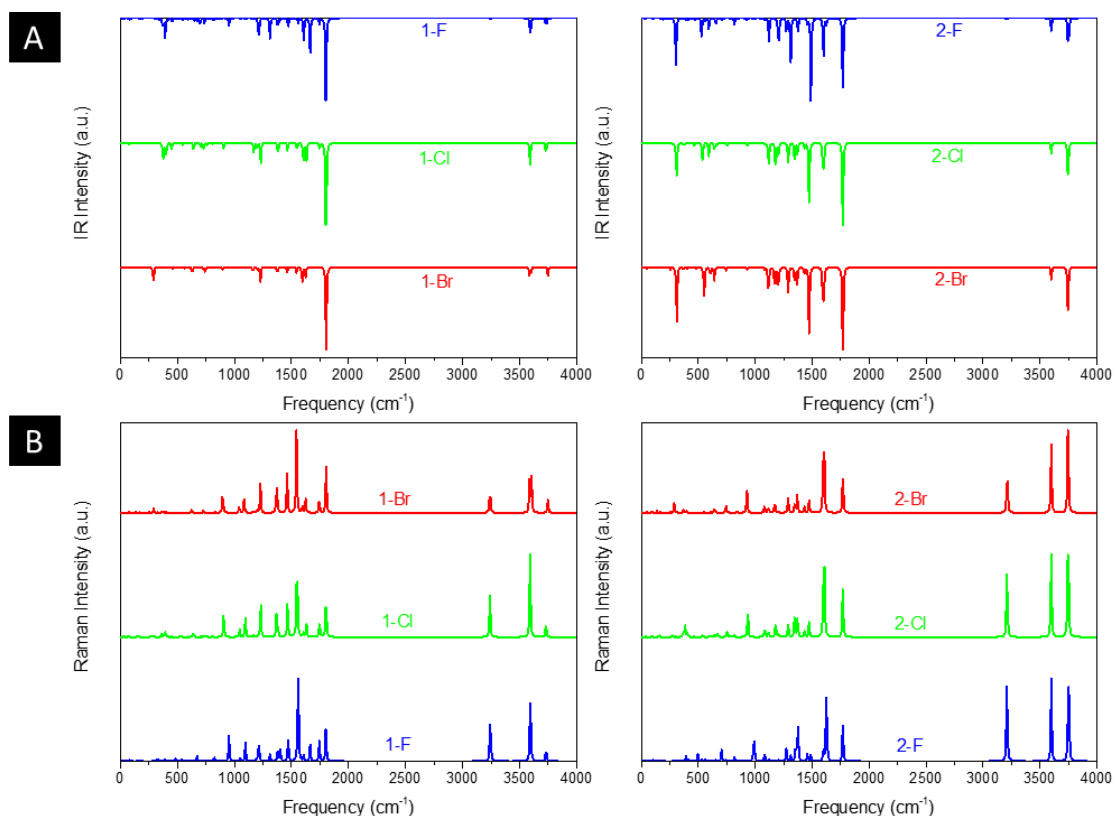 A
IR Intensity (a.u.)
1-F
1-Cl
1-Br
0 500 1000 1500 2000 2500 3000 3500 4000
Frequency (cm⁻¹)
IR Intensity (a.u.)
2-F
2-Cl
2-Br
0 500 1000 1500 2000 2500 3000 3500 4000
Frequency (cm⁻¹)
B
Raman Intensity (a.u.)
1-Br
1-Cl
1-F
0 500 1000 1500 2000 2500 3000 3500 4000
Frequency (cm⁻¹)
Raman Intensity (a.u.)
2-Br
2-Cl
2-F
0 500 1000 1500 2000 2500 3000 3500 4000
Frequency (cm⁻¹)